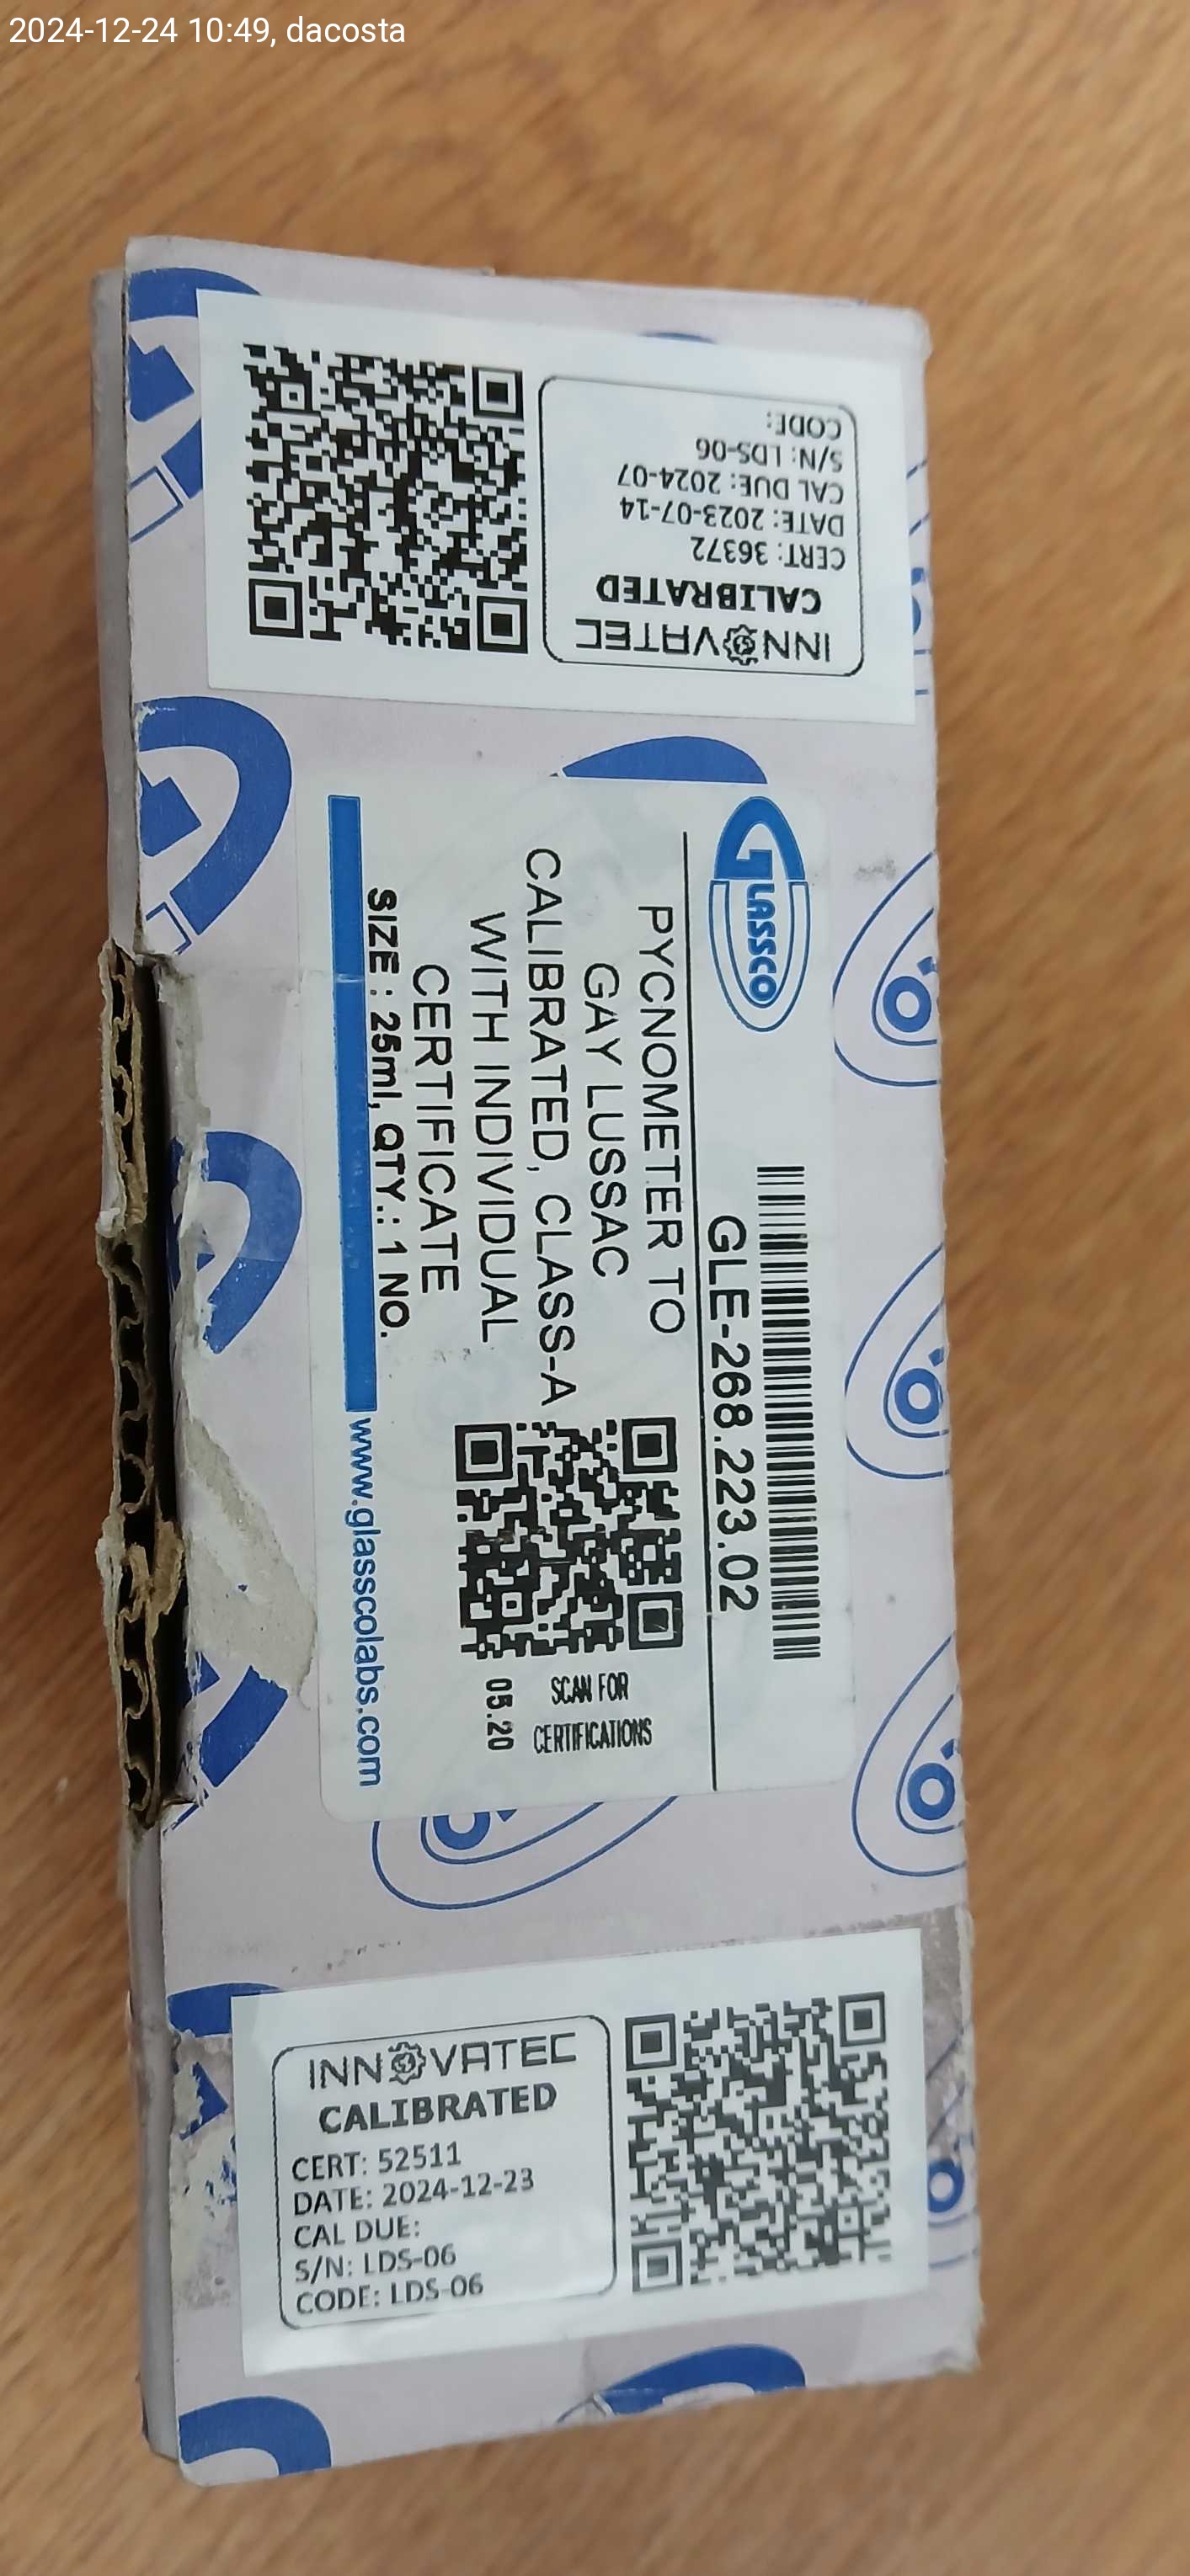 2024-12-24 10:49, dacosta
INNOVATEC
CALIBRATED
CERT: 36372
DATE: 2023-07-14
CAL DUE: 2024-07
S/N: LDS-06
CODE:
GLASSCO
GLE-268.223.02
PYCNOMETER TO
GAY LUSSAC
CALIBRATED, CLASS-A
WITH INDIVIDUAL
CERTIFICATE
SIZE : 25ml, QTY.: 1 NO.
SCAN FOR
CERTIFICATIONS
05.20
www.glasscolabs.com
INNOVATEC
CALIBRATED
CERT: 52511
DATE: 2024-12-23
CAL DUE:
S/N: LDS-06
CODE: LDS-06